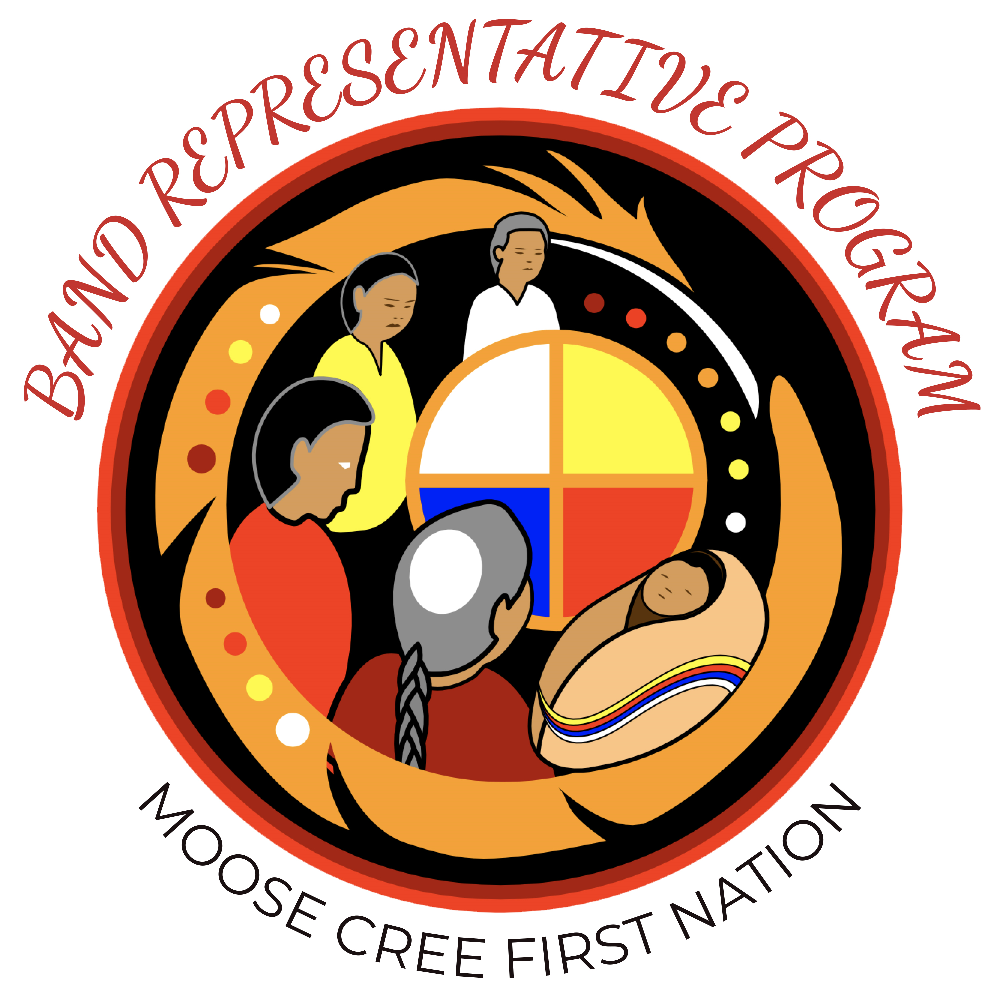 BAND REPRESENTATIVE PROGRAM
MOOSE CREE FIRST NATION